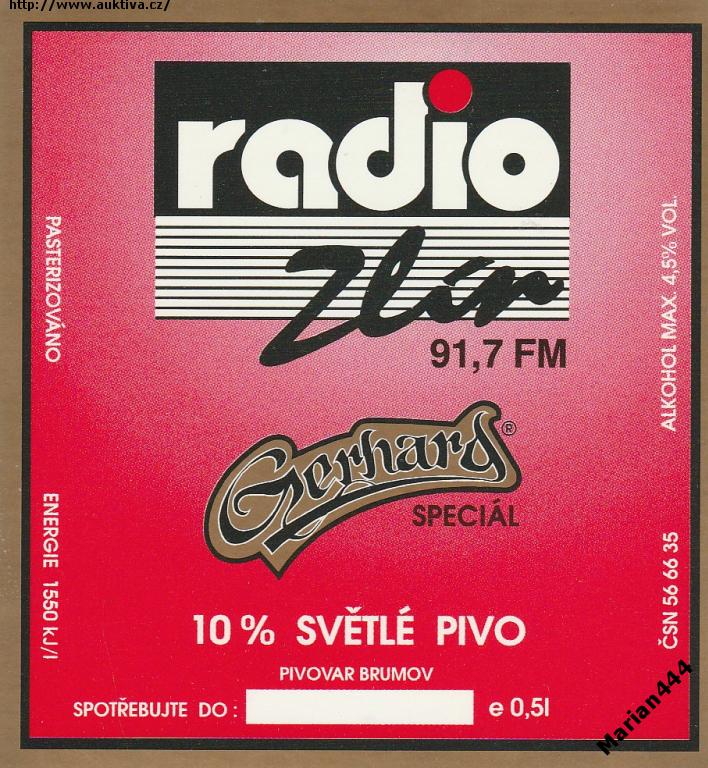 http://www.auktiva.cz/
radio
Zlín
91,7 FM
Gerhard®
SPECIÁL
PASTERIZOVÁNO
ENERGIE 1550 kJ/l
ALKOHOL MAX. 4,5% VOL.
ČSN 56 66 35
10 % SVĚTLÉ PIVO
PIVOVAR BRUMOV
SPOTŘEBUJTE DO : e 0,5l
Marian444